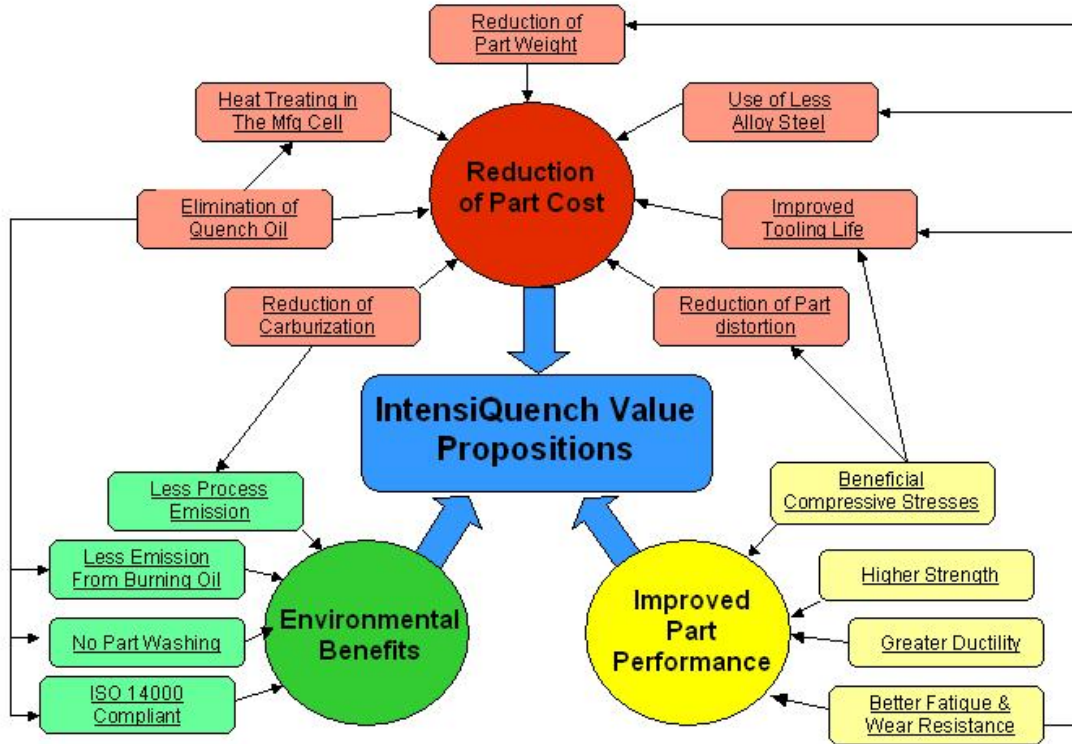 Reduction of
Part Weight
Heat Treating in
The Mfg Cell
Use of Less
Alloy Steel
Reduction
of Part Cost
Elimination of
Quench Oil
Improved
Tooling Life
Reduction of
Carburization
Reduction of Part
distortion
IntensiQuench Value
Propositions
Less Process
Emission
Beneficial
Compressive Stresses
Less Emission
From Burning Oil
Higher Strength
Environmental
Benefits
Improved
Part
Performance
No Part Washing
Greater Ductility
ISO 14000
Compliant
Better Fatique &
Wear Resistance